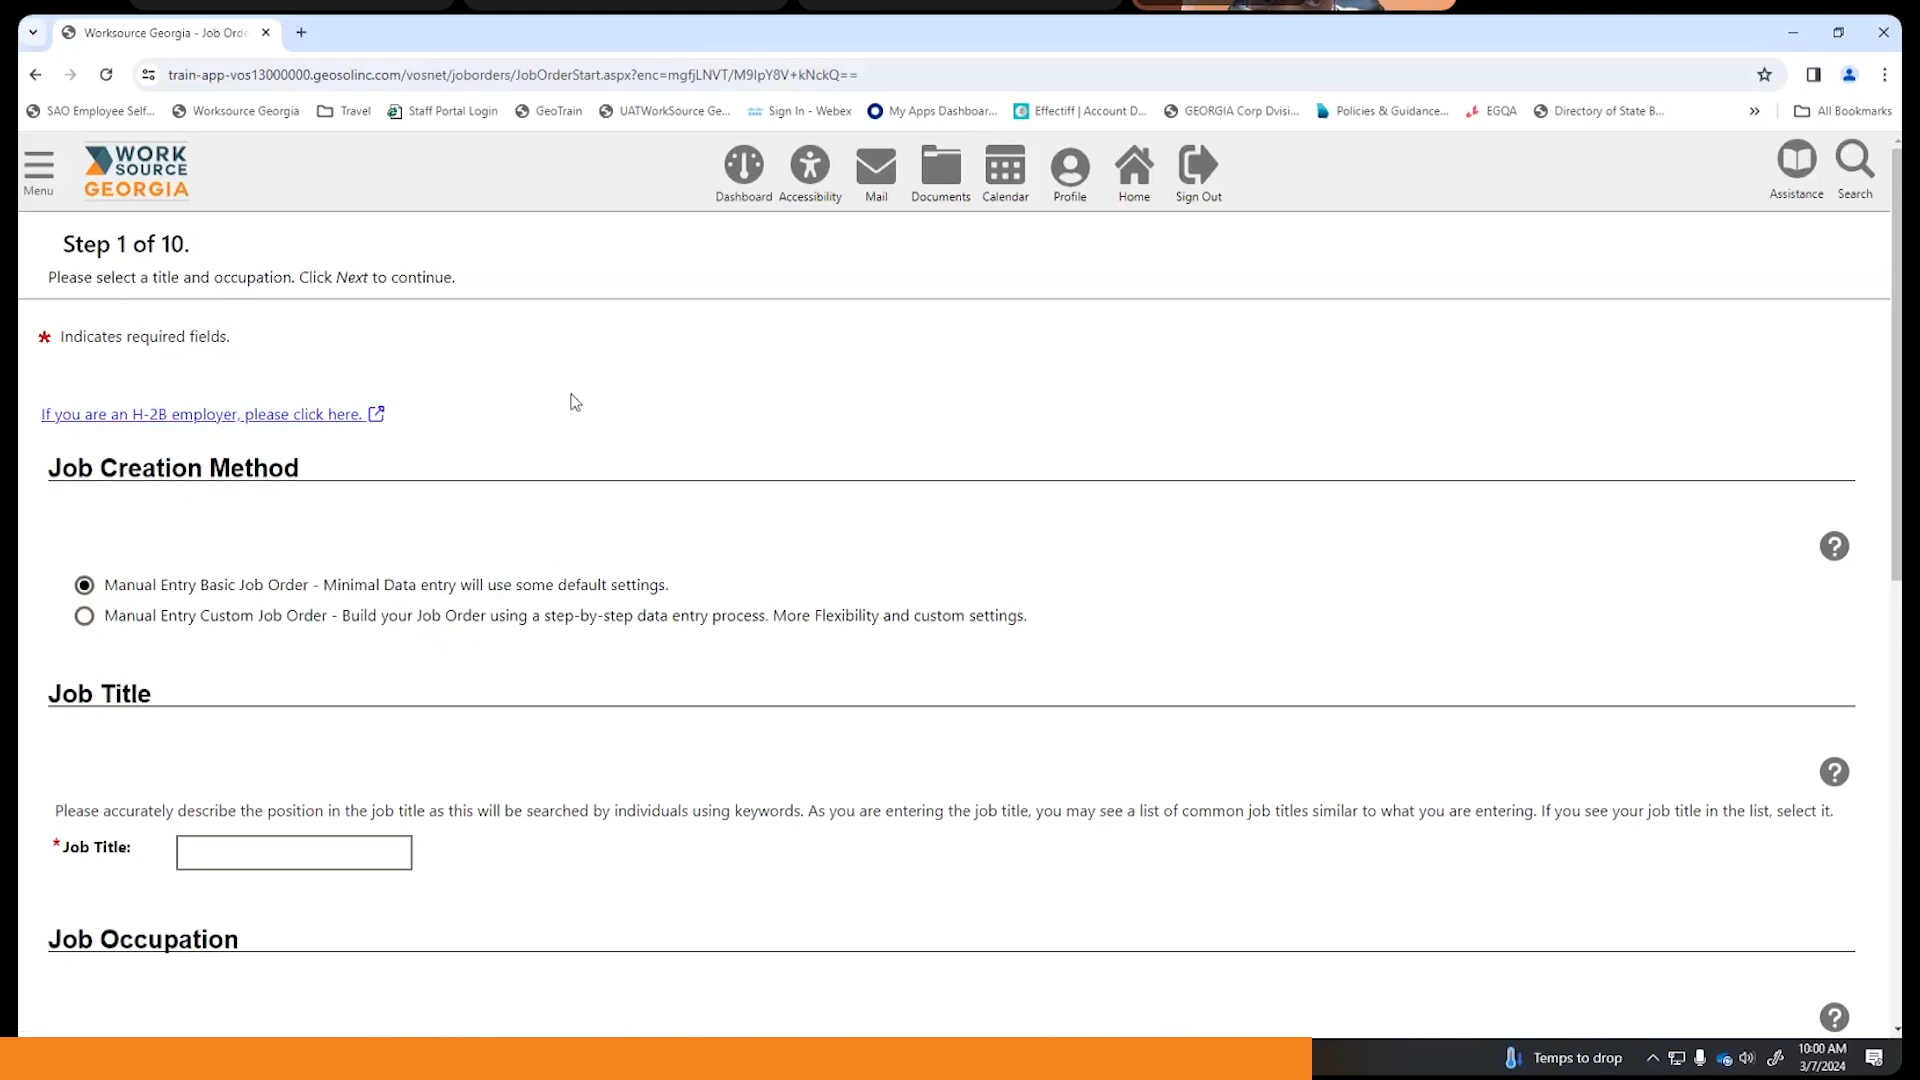 Worksource Georgia - Job Orde
train-app-vos13000000.geosolinc.com/vosnet/joborders/JobOrderStart.aspx?enc=mgfjLNVT/M9IpY8V+kNckQ==
SAO Employee Self... Worksource Georgia Travel Staff Portal Login GeoTrain UATWorkSource Ge... Sign In - Webex My Apps Dashboar... Effectiff | Account D... GEORGIA Corp Dvisi... Policies & Guidance... EGQA Directory of State B... » All Bookmarks
Menu
WORK
SOURCE
GEORGIA
Dashboard Accessibility Mail Documents Calendar Profile Home Sign Out
Assistance Search
Step 1 of 10.
Please select a title and occupation. Click Next to continue.
* Indicates required fields.
If you are an H-2B employer, please click here.
Job Creation Method
?
Manual Entry Basic Job Order - Minimal Data entry will use some default settings.
Manual Entry Custom Job Order - Build your Job Order using a step-by-step data entry process. More Flexibility and custom settings.
Job Title
?
Please accurately describe the position in the job title as this will be searched by individuals using keywords. As you are entering the job title, you may see a list of common job titles similar to what you are entering. If you see your job title in the list, select it.
*Job Title:
Job Occupation
?
Temps to drop
10:00 AM
3/7/2024